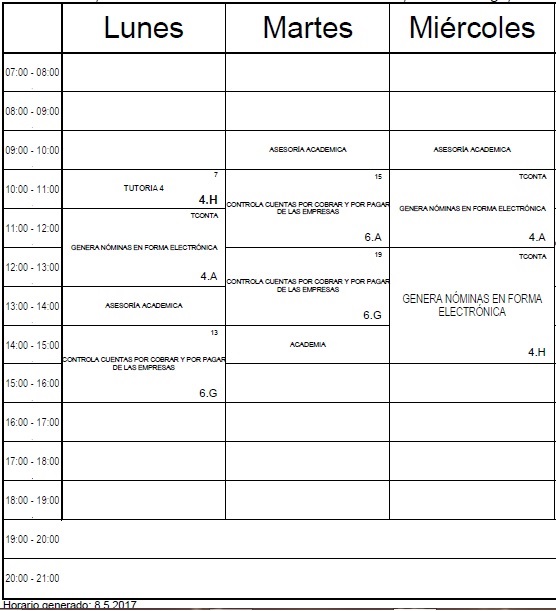 Lunes Martes Miércoles
07:00 - 08:00
08:00 - 09:00
09:00 - 10:00 ASESORÍA ACADEMICA ASESORÍA ACADEMICA
7 15 TCONTA
10:00 - 11:00 TUTORIA 4
4.H
CONTROLA CUENTAS POR COBRAR Y POR PAGAR
DE LAS EMPRESAS
GENERA NÓMINAS EN FORMA ELECTRÓNICA
TCONTA
11:00 - 12:00 6.A 4.A
GENERA NÓMINAS EN FORMA ELECTRÓNICA
19 TCONTA
12:00 - 13:00 4.A
CONTROLA CUENTAS POR COBRAR Y POR PAGAR
DE LAS EMPRESAS
13:00 - 14:00 ASESORÍA ACADEMICA
GENERA NÓMINAS EN FORMA
ELECTRÓNICA
6.G
13
14:00 - 15:00 ACADEMIA
4.H
CONTROLA CUENTAS POR COBRAR Y POR PAGAR
DE LAS EMPRESAS
15:00 - 16:00 6.G
16:00 - 17:00
17:00 - 18:00
18:00 - 19:00
19:00 - 20:00
20:00 - 21:00
Horario generado: 8.5.2017